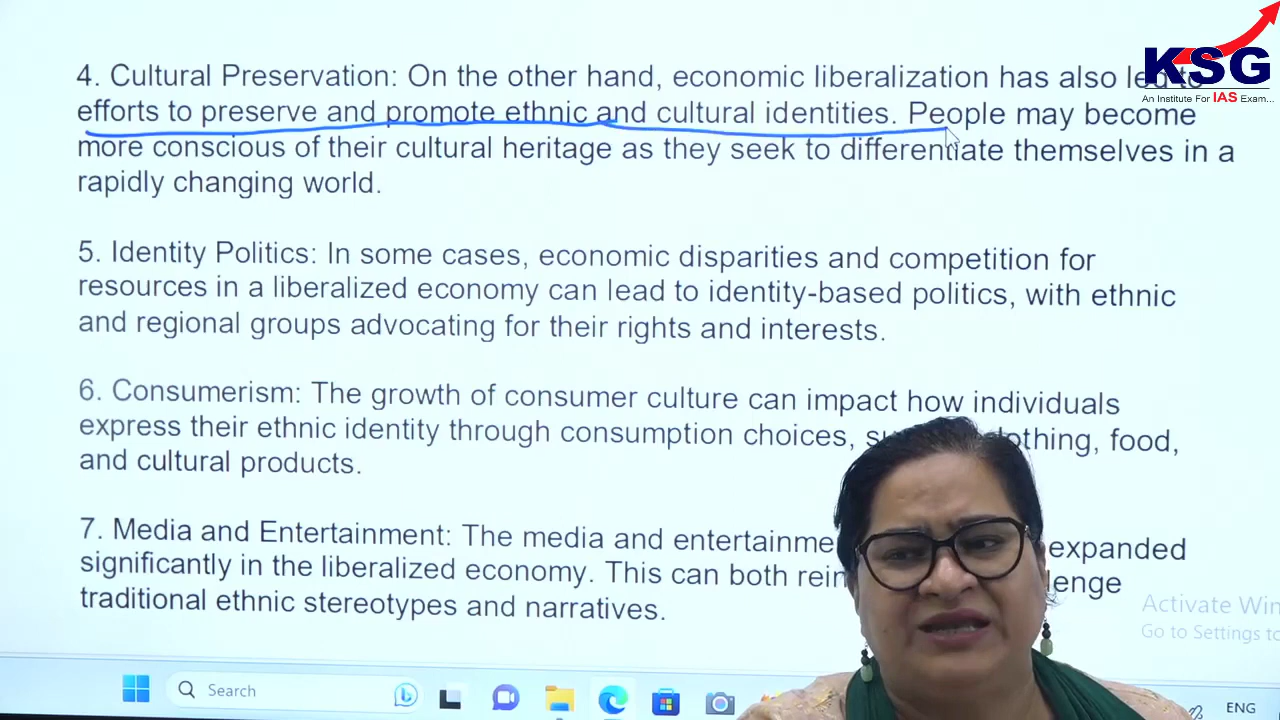 4. Cultural Preservation: On the other hand, economic liberalization has also led to
efforts to preserve and promote ethnic and cultural identities. People may become
more conscious of their cultural heritage as they seek to differentiate themselves in a
rapidly changing world.
5. Identity Politics: In some cases, economic disparities and competition for
resources in a liberalized economy can lead to identity-based politics, with ethnic
and regional groups advocating for their rights and interests.
6. Consumerism: The growth of consumer culture can impact how individuals
express their ethnic identity through consumption choices, clothing, food,
and cultural products.
7. Media and Entertainment: The media and expanded
significantly in the liberalized economy. This can both
traditional ethnic stereotypes and narratives.
KSG
An Institute For IAS Exam...
Activate
Go to Settings to
Search
ENG